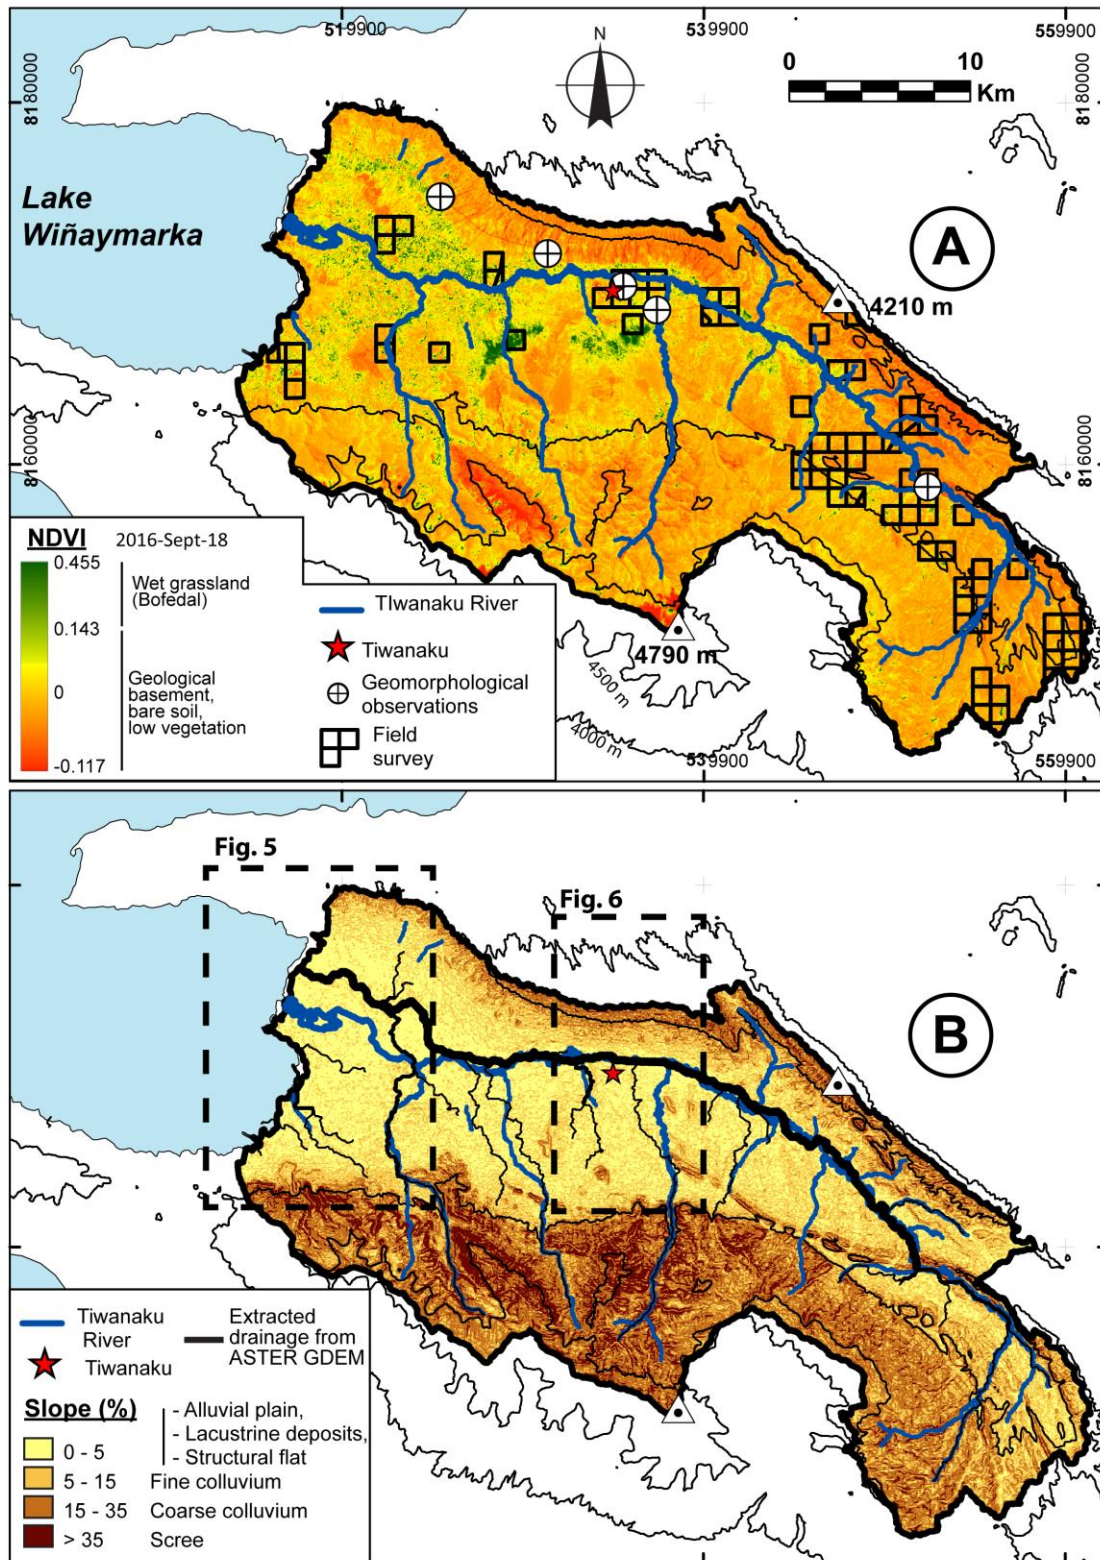 519900
539900
559900
8180000
8180000
N
0
10
Km
Lake
Wiñaymarka
A
4210 m
8160000
8160000
NDVI
2016-Sept-18
0.455
Wet grassland
(Bofedal)
0.143
0
Geological
basement,
bare soil,
low vegetation
-0.117
TIwanaku River
Tiwanaku
Geomorphological
observations
Field
survey
4790 m
4500 m
4000 m
539900
559900
Fig. 5
Fig. 6
B
Tiwanaku
River
Extracted
drainage from
ASTER GDEM
Tiwanaku
Slope (%)
- Alluvial plain,
- Lacustrine deposits,
- Structural flat
0 - 5
5 - 15 Fine colluvium
15 - 35 Coarse colluvium
> 35 Scree